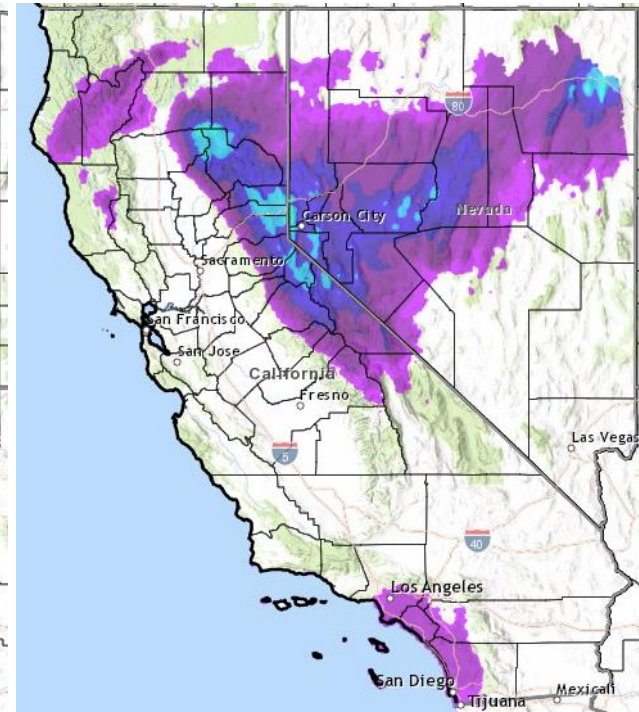 80
Carson City
Nevada
Sacramento
San Francisco
San Jose
California
Fresno
5
Las Vegas
40
Los Angeles
San Diego
Mexicali
Tijuana